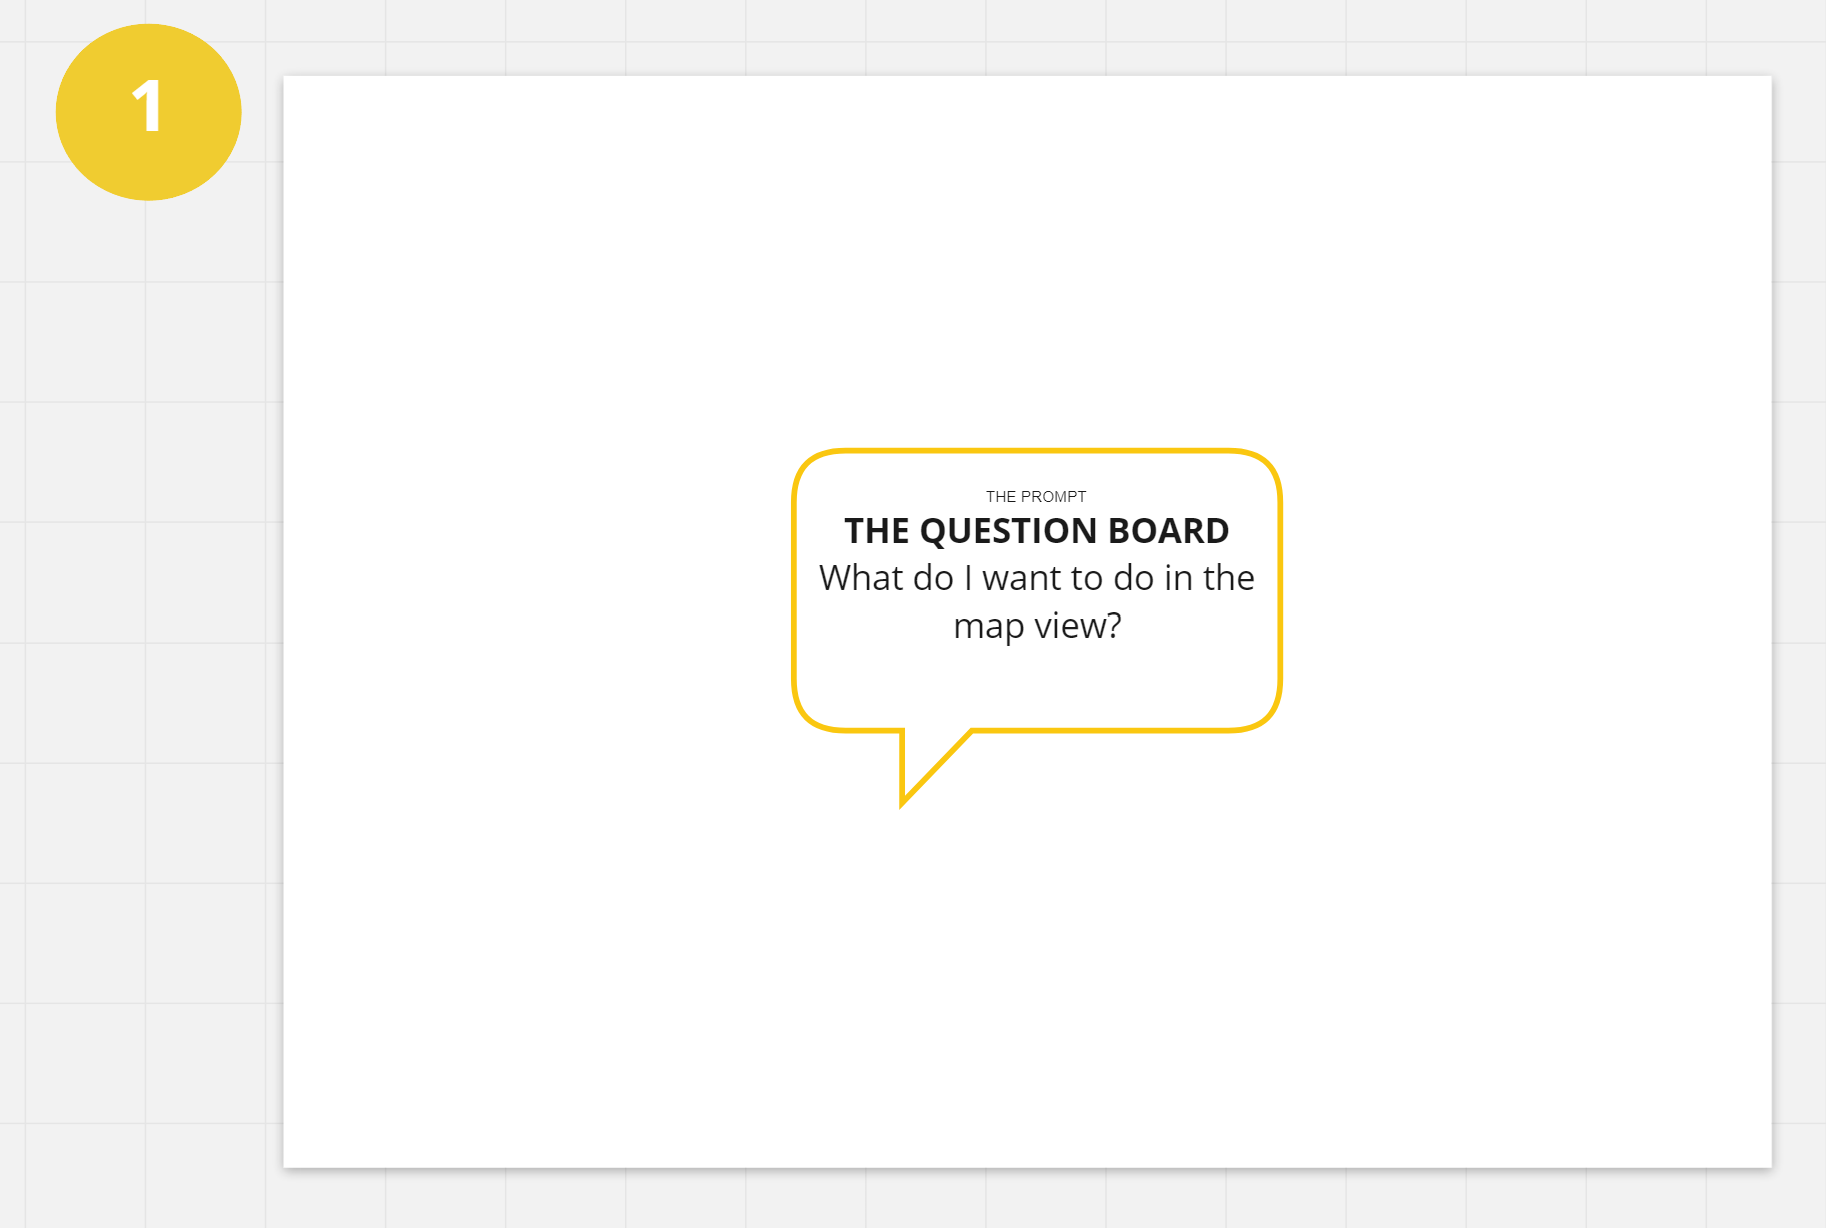 1
THE PROMPT
THE QUESTION BOARD
What do I want to do in the
map view?